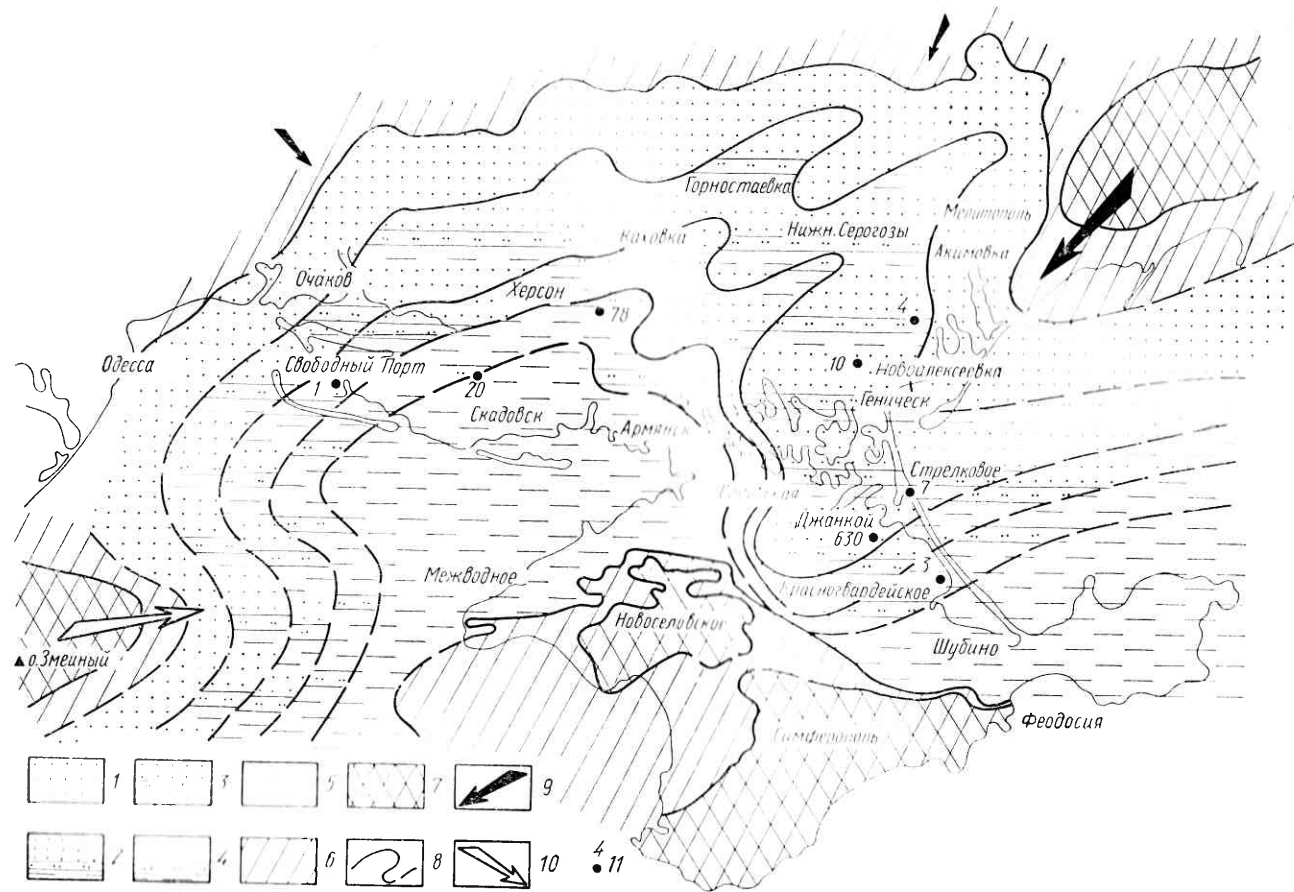 Горностаевка
Мелитополь
Каховка
Нижн. Серогозы
Акимовка
Очаков
Херсон
78
4
Одесса
Свободный Порт
1
20
10
Новоалексеевка
Геническ
Скадовск
Армянск
Стрелковое
7
Джанкой
630
Межводное
3
Красногвардейское
Новоселовское
Шубино
о. Змеиный
Феодосия
Симферополь
1 3 5 7 9
2 4 6 8 10 4 11